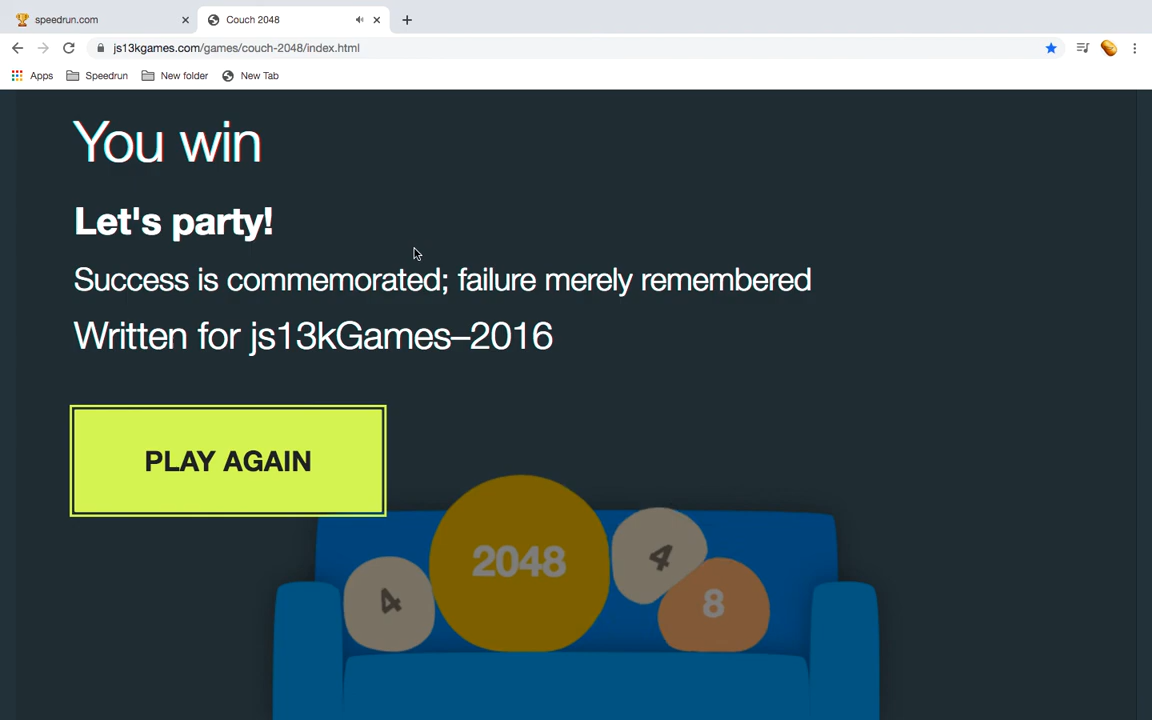 speedrun.com
Couch 2048
js13kgames.com/games/couch-2048/index.html
Apps
Speedrun
New folder
New Tab
You win
Let's party!
Success is commemorated; failure merely remembered
Written for js13kGames–2016
PLAY AGAIN
2048
4
4
8